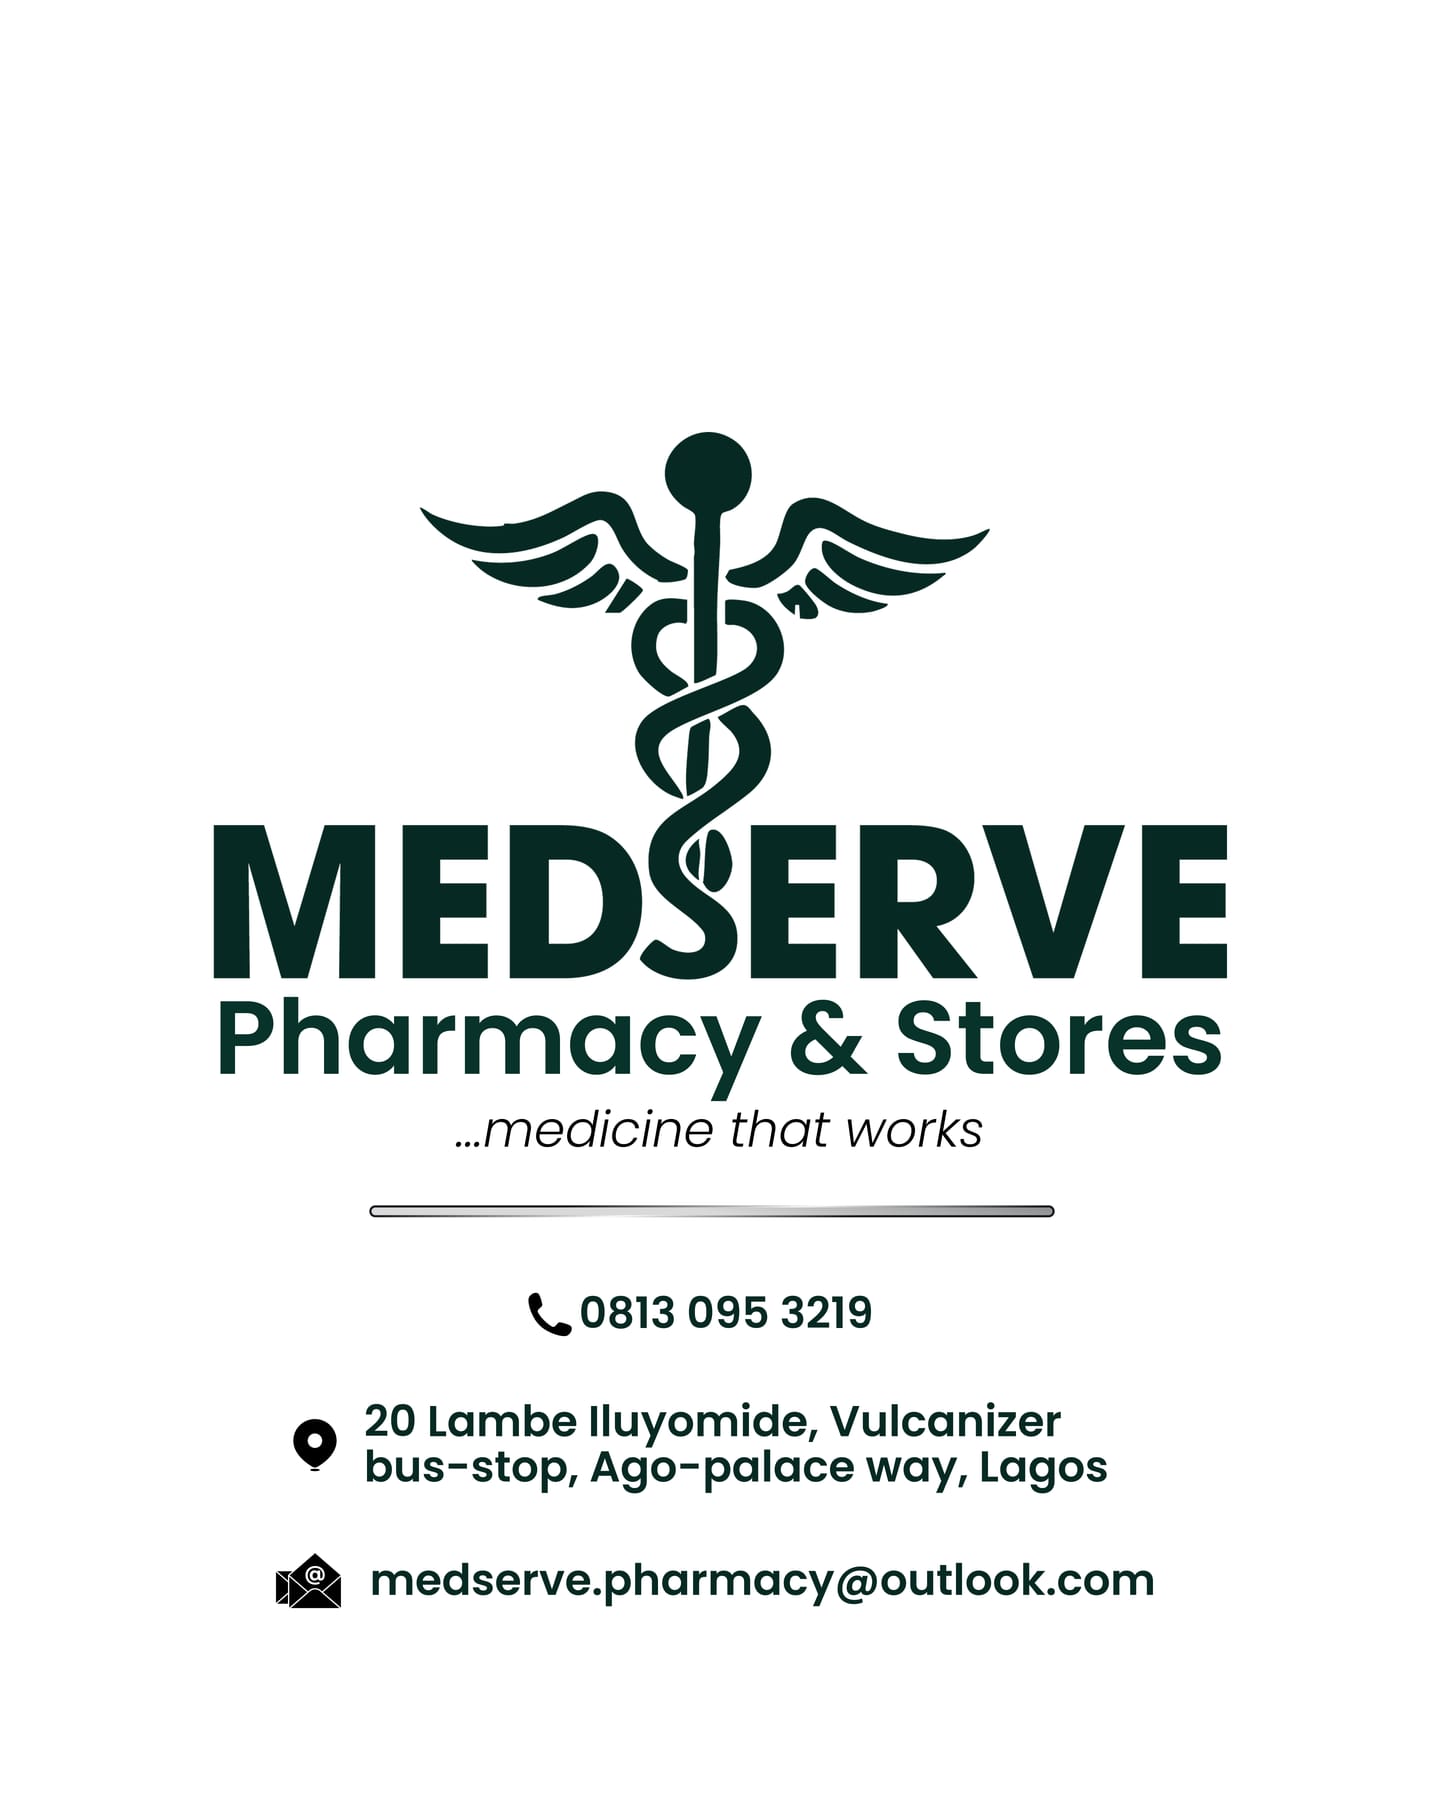 MEDSERVE
Pharmacy & Stores
...medicine that works
0813 095 3219
20 Lambe Iluyomide, Vulcanizer
bus-stop, Ago-palace way, Lagos
@
medserve.pharmacy@outlook.com